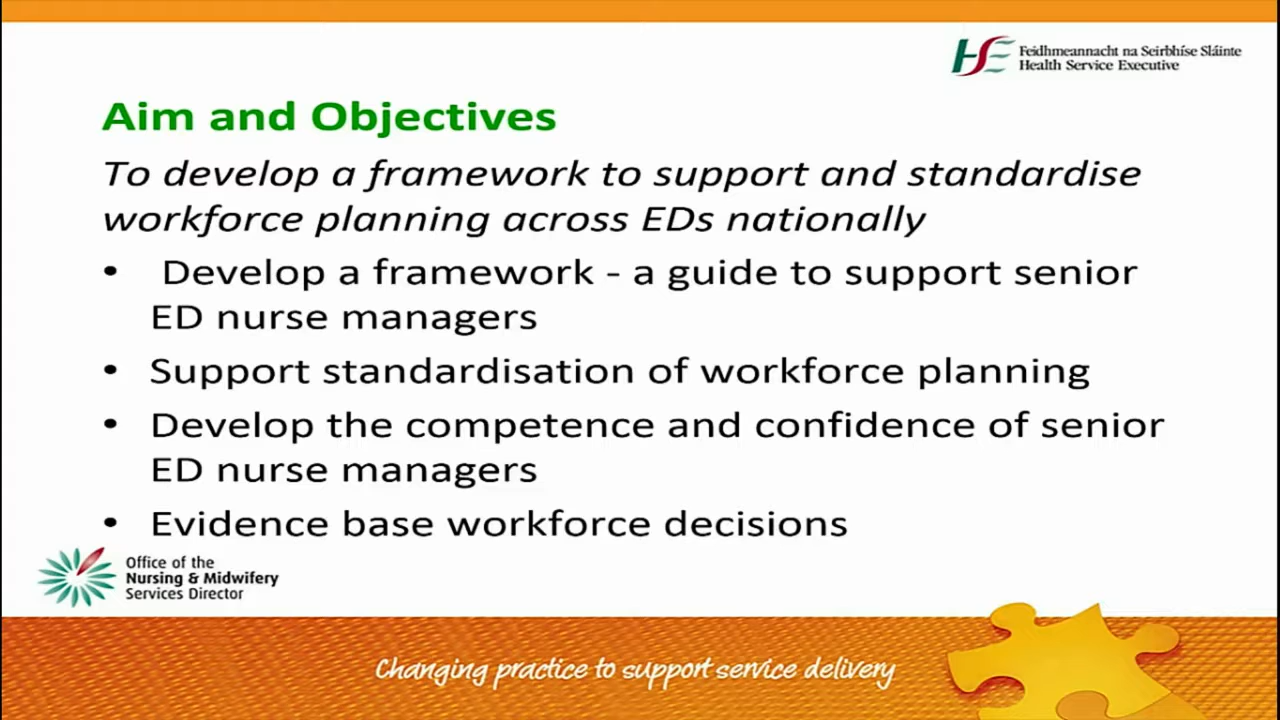 Feidhmeannacht na Seirbhíse Sláinte
Health Service Executive
Aim and Objectives
To develop a framework to support and standardise
workforce planning across EDs nationally
• Develop a framework - a guide to support senior
ED nurse managers
• Support standardisation of workforce planning
• Develop the competence and confidence of senior
ED nurse managers
• Evidence base workforce decisions
Office of the
Nursing & Midwifery
Services Director
Changing practice to support service delivery